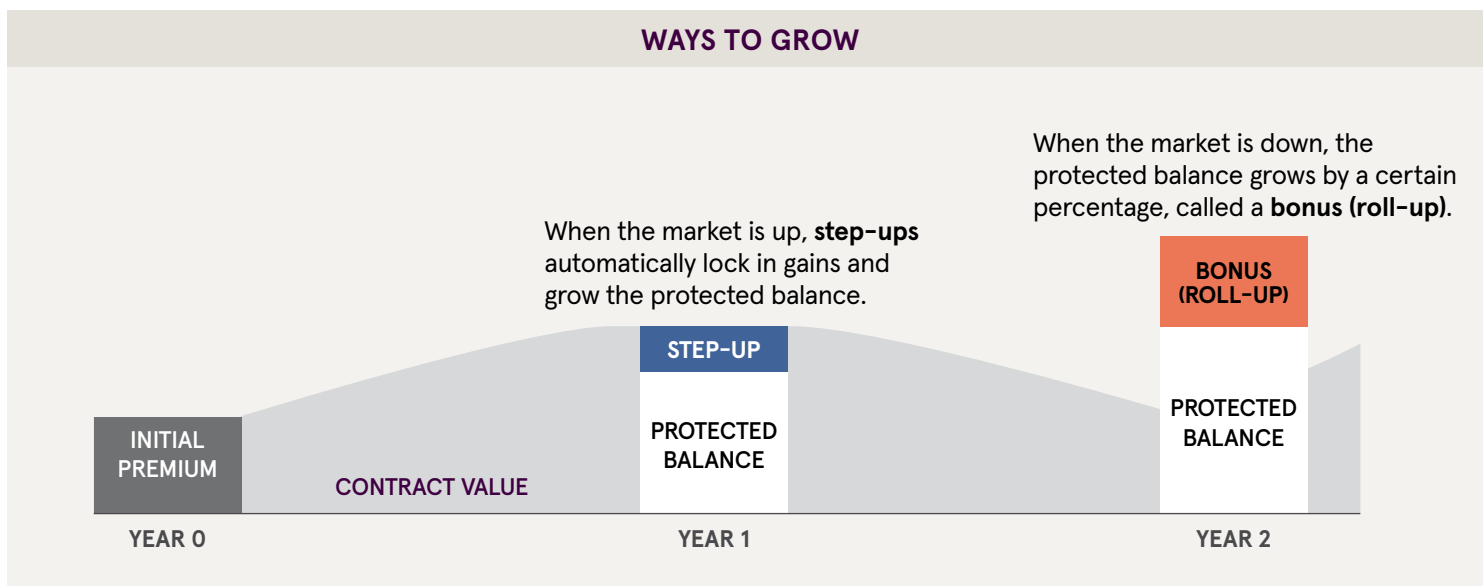 WAYS TO GROW
When the market is down, the
protected balance grows by a certain
percentage, called a bonus (roll-up).
When the market is up, step-ups
automatically lock in gains and
grow the protected balance.
BONUS
(ROLL-UP)
STEP-UP
PROTECTED
BALANCE
PROTECTED
BALANCE
INITIAL
PREMIUM
CONTRACT VALUE
YEAR 0
YEAR 1
YEAR 2